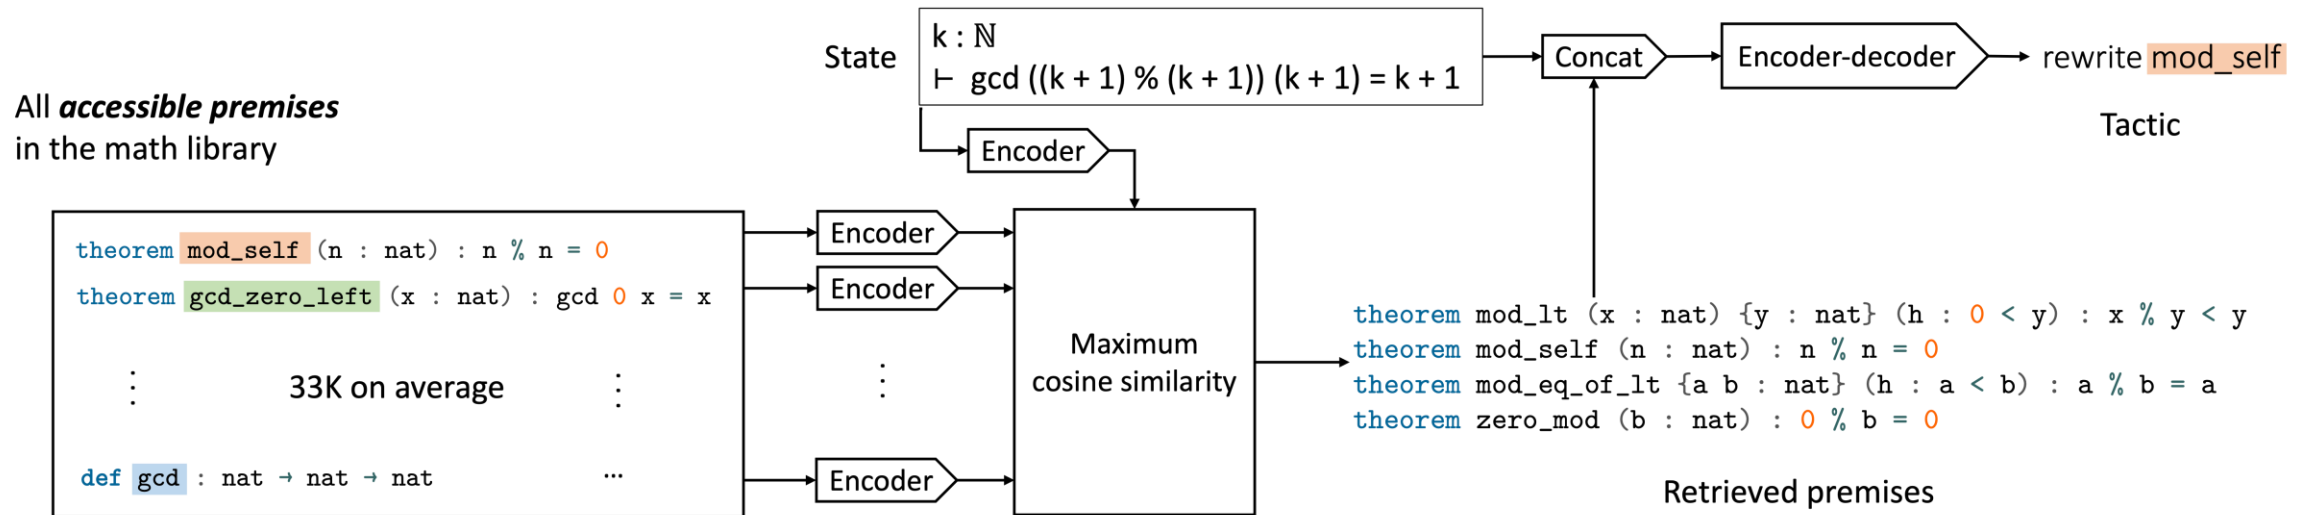 State
k : ℕ
⊢ gcd ((k + 1) % (k + 1)) (k + 1) = k + 1
Concat
Encoder-decoder
rewrite mod_self
Tactic
All accessible premises
in the math library
Encoder
theorem mod_self (n : nat) : n % n = 0
theorem gcd_zero_left (x : nat) : gcd 0 x = x
⋮ 33K on average ⋮
def gcd : nat → nat → nat ...
Encoder
Encoder
⋮
Encoder
Maximum
cosine similarity
theorem mod_lt (x : nat) {y : nat} (h : 0 < y) : x % y < y
theorem mod_self (n : nat) : n % n = 0
theorem mod_eq_of_lt {a b : nat} (h : a < b) : a % b = a
theorem zero_mod (b : nat) : 0 % b = 0
Retrieved premises